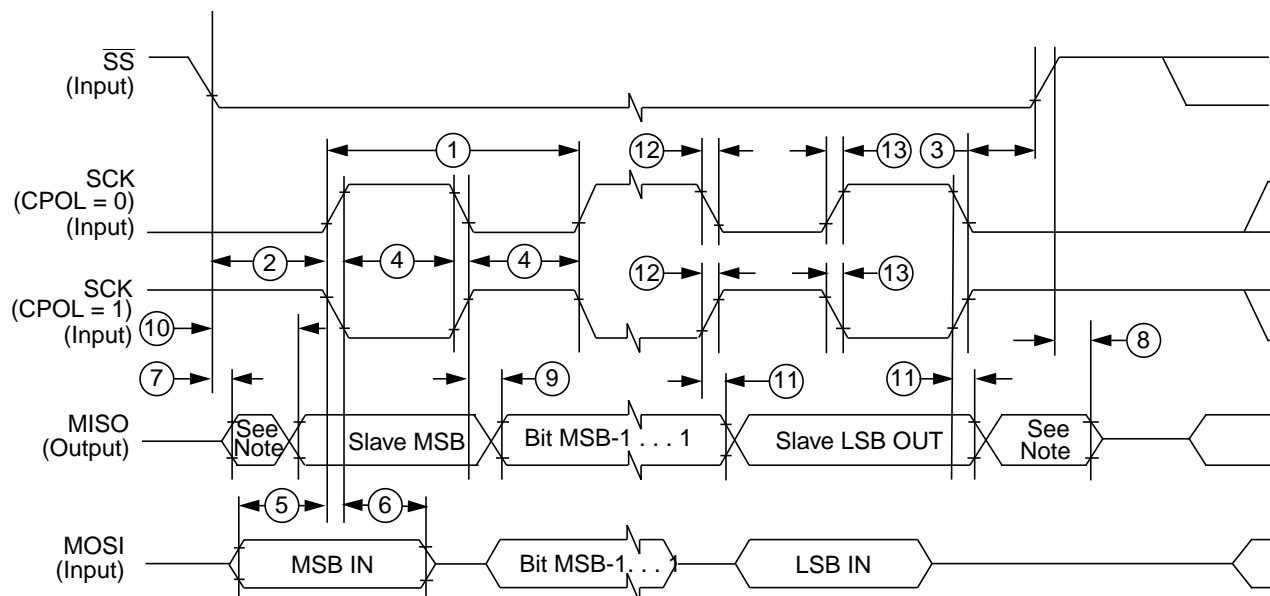 SS
(Input)
1
12
13
3
SCK
(CPOL = 0)
(Input)
2
4
4
12
13
SCK
(CPOL = 1)
(Input)
10
8
7
9
11
11
MISO
(Output)
See
Note
Slave MSB
Bit MSB-1 . . . 1
Slave LSB OUT
See
Note
5
6
MOSI
(Input)
MSB IN
Bit MSB-1. . . 1
LSB IN